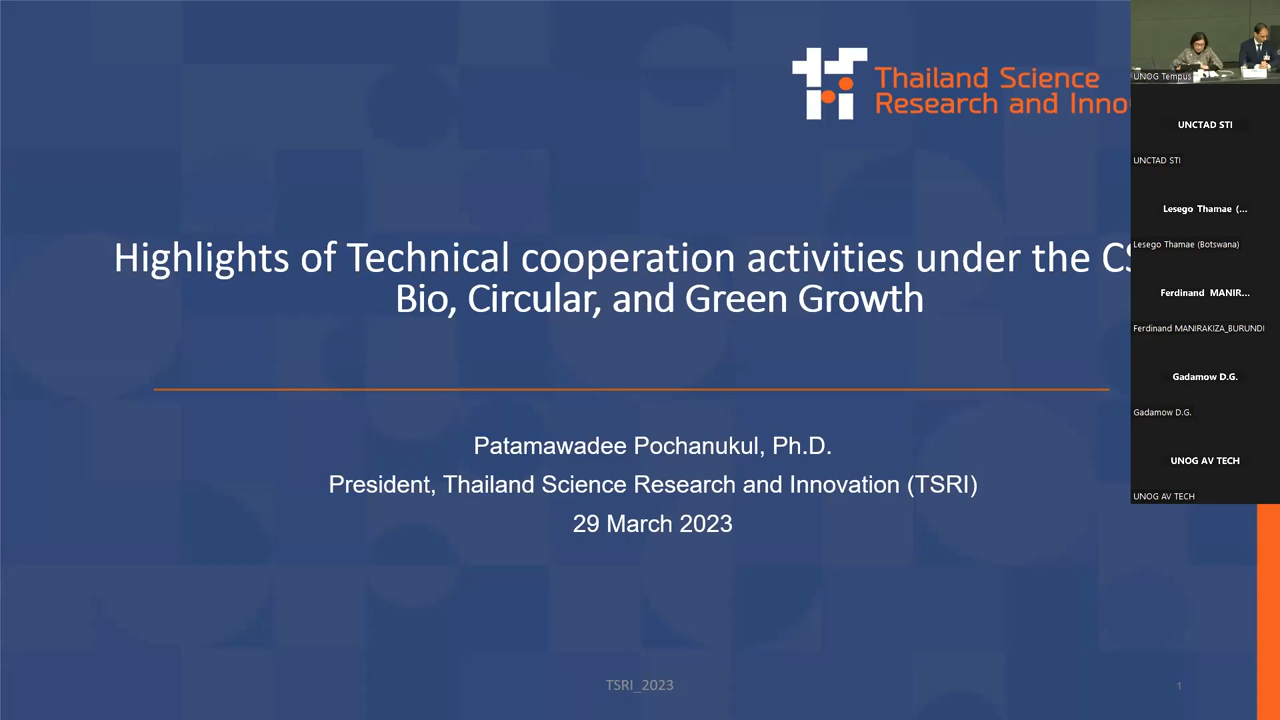 Thailand Science
Research and Inno
Highlights of Technical cooperation activities under the CS
Bio, Circular, and Green Growth
Patamawadee Pochanukul, Ph.D.
President, Thailand Science Research and Innovation (TSRI)
29 March 2023
TSRI_2023
1
UNOG Tempus
UNCTAD STI
UNCTAD STI
Lesego Thamae (...
Lesego Thamae (Botswana)
Ferdinand MANIR...
Ferdinand MANIRAKIZA_BURUNDI
Gadamow D.G.
Gadamow D.G.
UNOG AV TECH
UNOG AV TECH